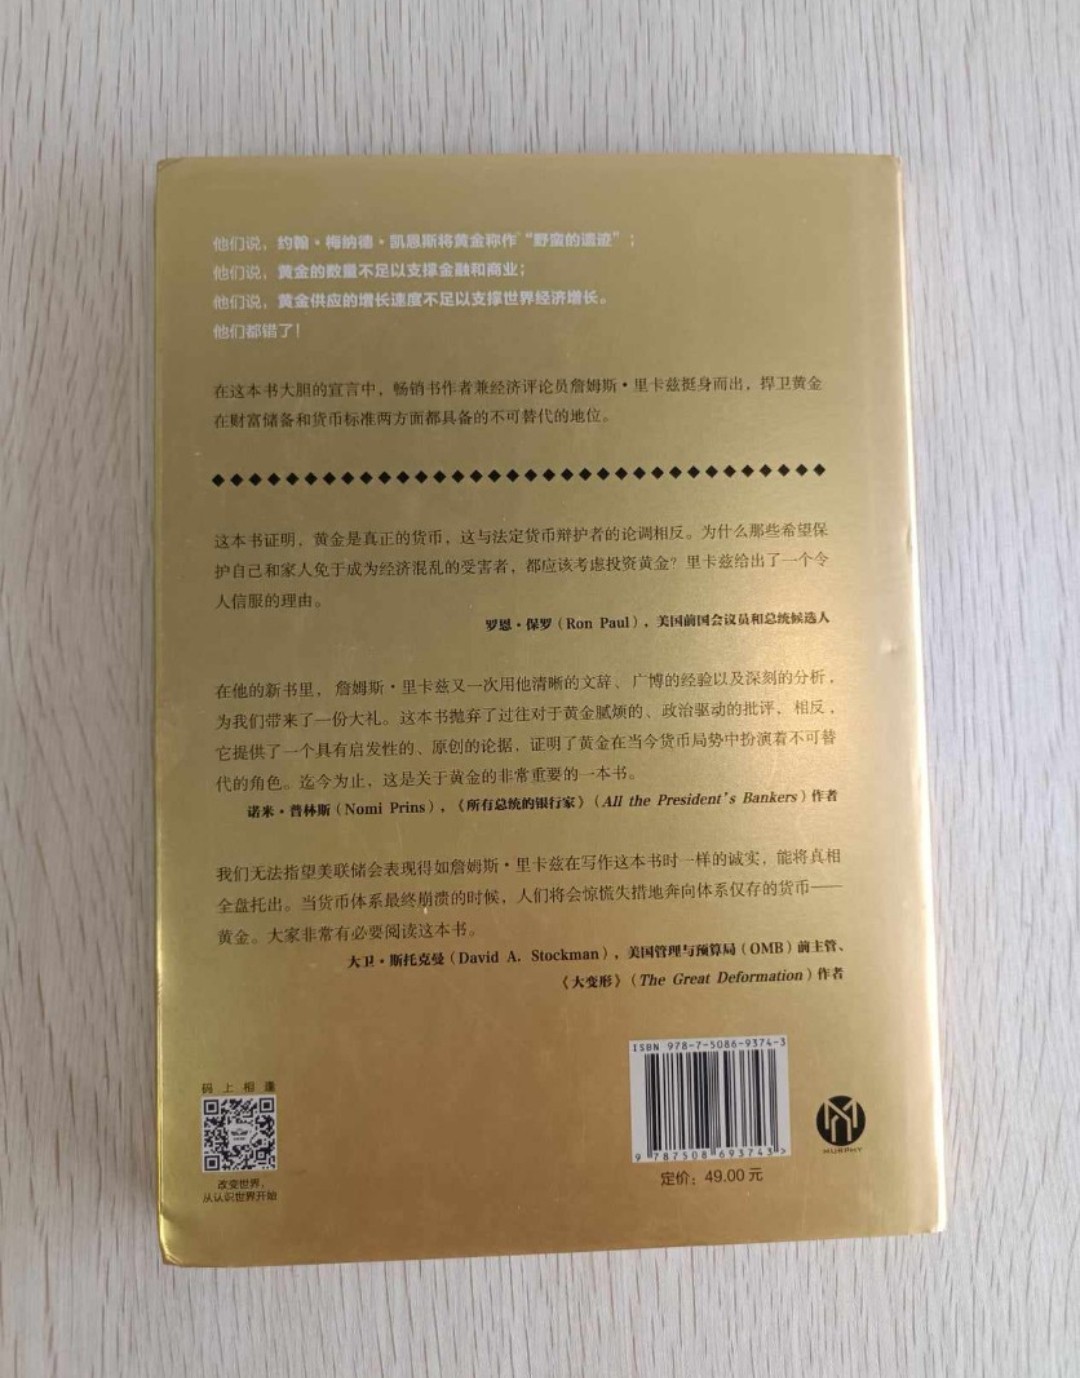 他们说，约翰·梅纳德·凯恩斯将黄金称作“野蛮的遗迹”；
他们说，黄金的数量不足以支撑金融和商业；
他们说，黄金供应的增长速度不足以支撑世界经济增长。
他们都错了！
在这本书大胆的宣言中，畅销书作者兼经济评论员詹姆斯·里卡兹挺身而出，捍卫黄金
在财富储备和货币标准两方面都具备的不可替代的地位。
这本书证明，黄金是真正的货币，这与法定货币辩护者的论调相反。为什么那些希望保
护自己和家人免于成为经济混乱的受害者，都应该考虑投资黄金？里卡兹给出了一个令
人信服的理由。
罗恩·保罗（Ron Paul），美国前国会议员和总统候选人
在他的新书里，詹姆斯·里卡兹又一次用他清晰的文辞、广博的经验以及深刻的分析，
为我们带来了一份大礼。这本书抛弃了过往对于黄金腻烦的、政治驱动的批评，相反，
它提供了一个具有启发性的、原创的论据，证明了黄金在当今货币局势中扮演着不可替
代的角色。迄今为止，这是关于黄金的非常重要的一本书。
诺米·普林斯（Nomi Prins），《所有总统的银行家》（All the President's Bankers）作者
我们无法指望美联储会表现得如詹姆斯·里卡兹在写作这本书时一样的诚实，能将真相
全盘托出。当货币体系最终崩溃的时候，人们将会惊慌失措地奔向体系仅存的货币——
黄金。大家非常有必要阅读这本书。
大卫·斯托克曼（David A. Stockman），美国管理与预算局（OMB）前主管、
《大变形》（The Great Deformation）作者
ISBN 978-7-5086-9374-3
9 787508 693743 >
定价：49.00元
MURPHY
码上相逢
改变世界，
从认识世界开始